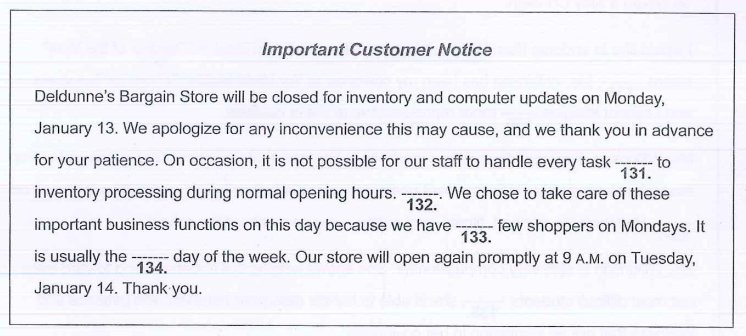 Important Customer Notice
Deldunne's Bargain Store will be closed for inventory and computer updates on Monday,
January 13. We apologize for any inconvenience this may cause, and we thank you in advance
for your patience. On occasion, it is not possible for our staff to handle every task ------- to
131.
inventory processing during normal opening hours. -------. We chose to take care of these
132.
important business functions on this day because we have ------- few shoppers on Mondays. It
133.
is usually the ------- day of the week. Our store will open again promptly at 9 A.M. on Tuesday,
134.
January 14. Thank you.